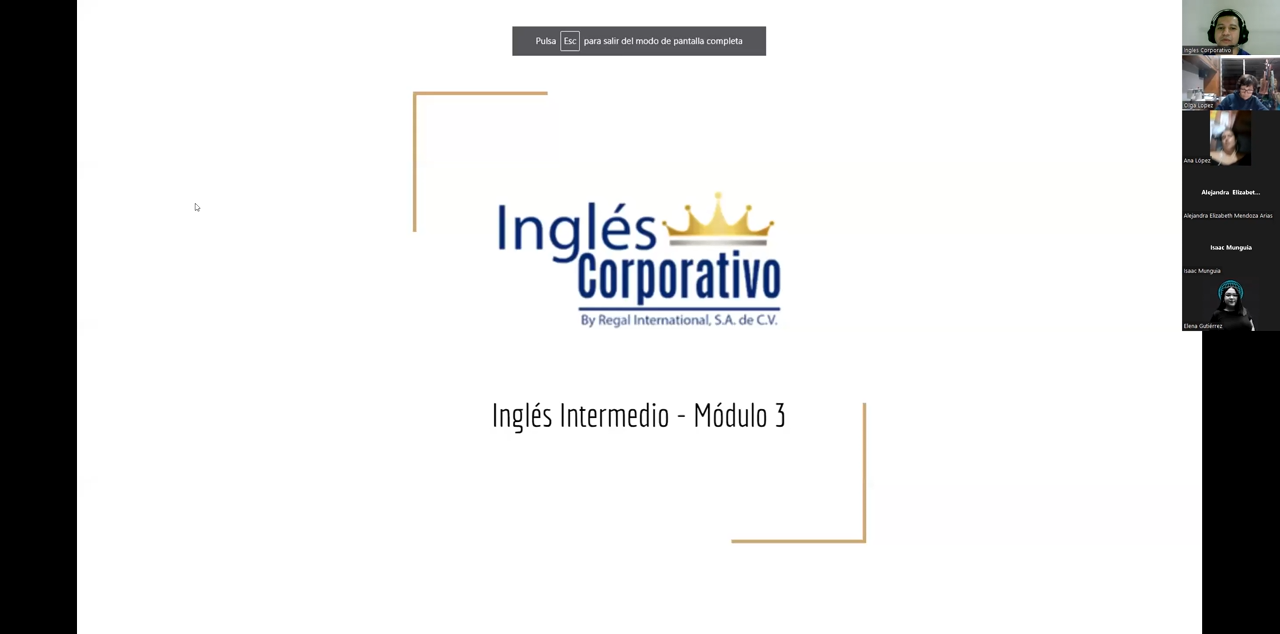 Pulsa Esc para salir del modo de pantalla completa
Inglés
Corporativo
By Regal International, S.A. de C.V.
Inglés Intermedio - Módulo 3
Ingles Corporativo
Olga Lopez
Ana López
Alejandra Elizabet...
Alejandra Elizabeth Mendoza Arias
Isaac Munguia
Isaac Munguia
Elena Gutiérrez